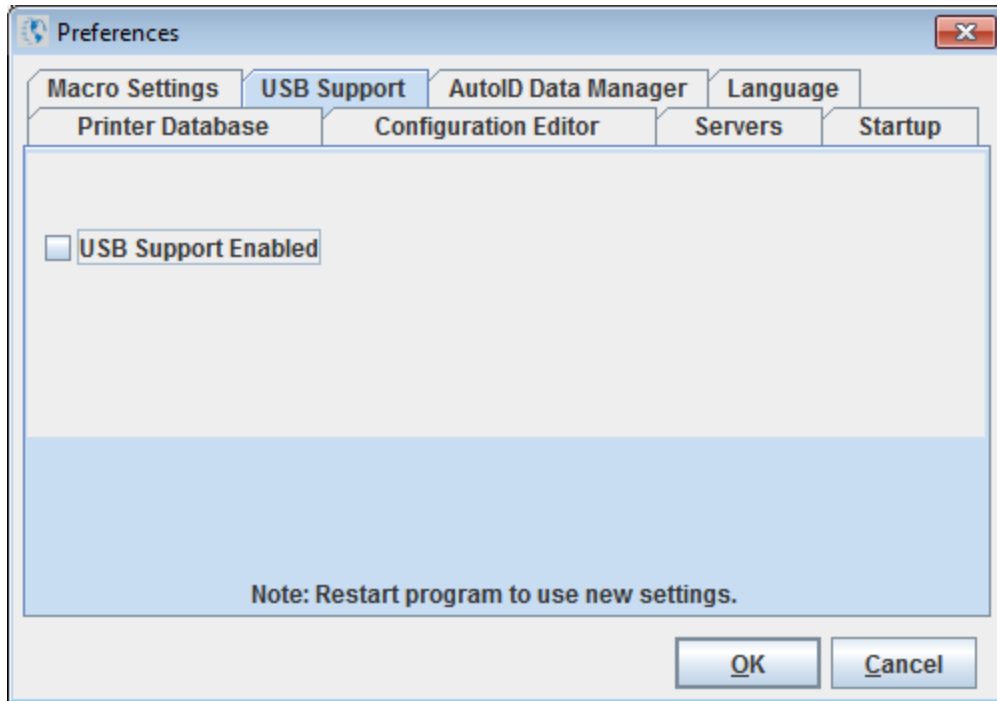 Preferences
Macro Settings USB Support AutoID Data Manager Language
Printer Database Configuration Editor Servers Startup
USB Support Enabled
Note: Restart program to use new settings.
OK Cancel